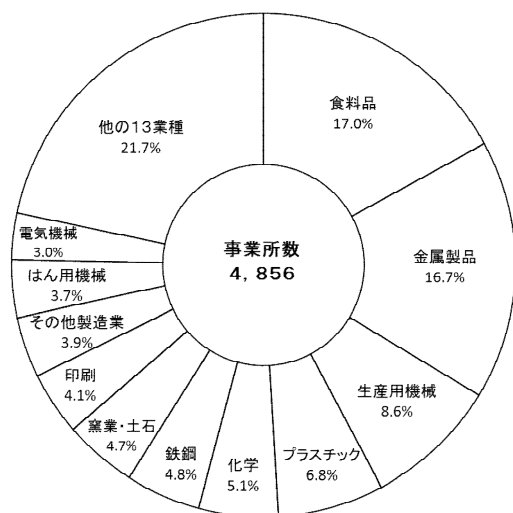 食料品
17.0%
金属製品
16.7%
生産用機械
8.6%
プラスチック
6.8%
化学
5.1%
鉄鋼
4.8%
窯業・土石
4.7%
印刷
4.1%
その他製造業
3.9%
はん用機械
3.7%
電気機械
3.0%
他の13業種
21.7%
事業所数
4,856